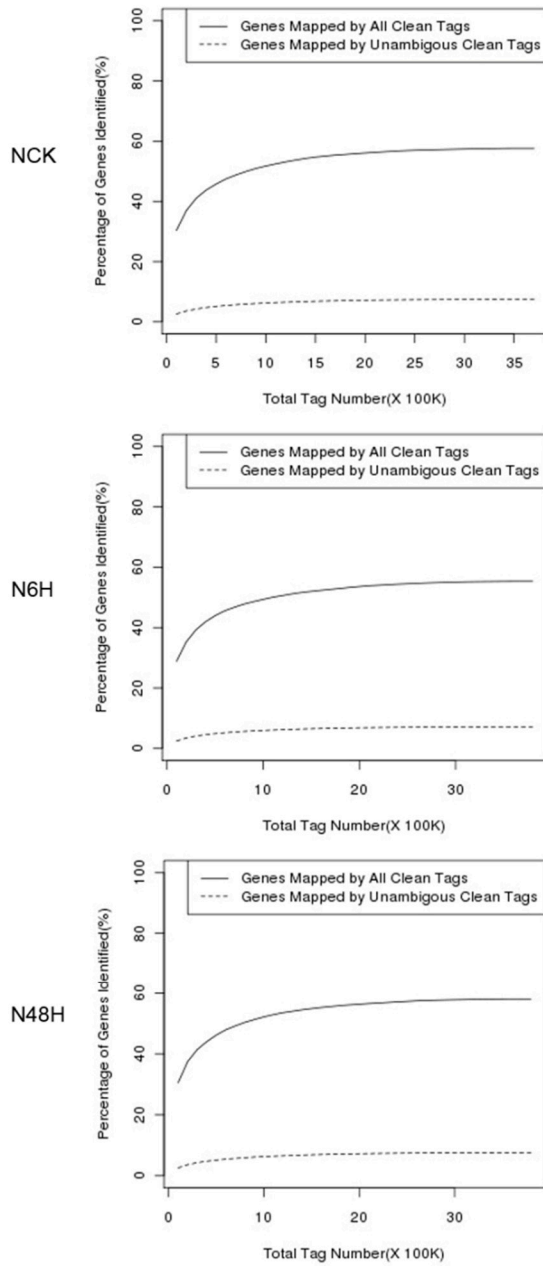 Genes Mapped by All Clean Tags
Genes Mapped by Unambigous Clean Tags
NCK
Percentage of Genes Identified(%)
100
80
60
40
20
0
0 5 10 15 20 25 30 35
Total Tag Number(X 100K)
Genes Mapped by All Clean Tags
Genes Mapped by Unambigous Clean Tags
N6H
Percentage of Genes Identified(%)
100
80
60
40
20
0
0 10 20 30
Total Tag Number(X 100K)
Genes Mapped by All Clean Tags
Genes Mapped by Unambigous Clean Tags
N48H
Percentage of Genes Identified(%)
100
80
60
40
20
0
0 10 20 30
Total Tag Number(X 100K)